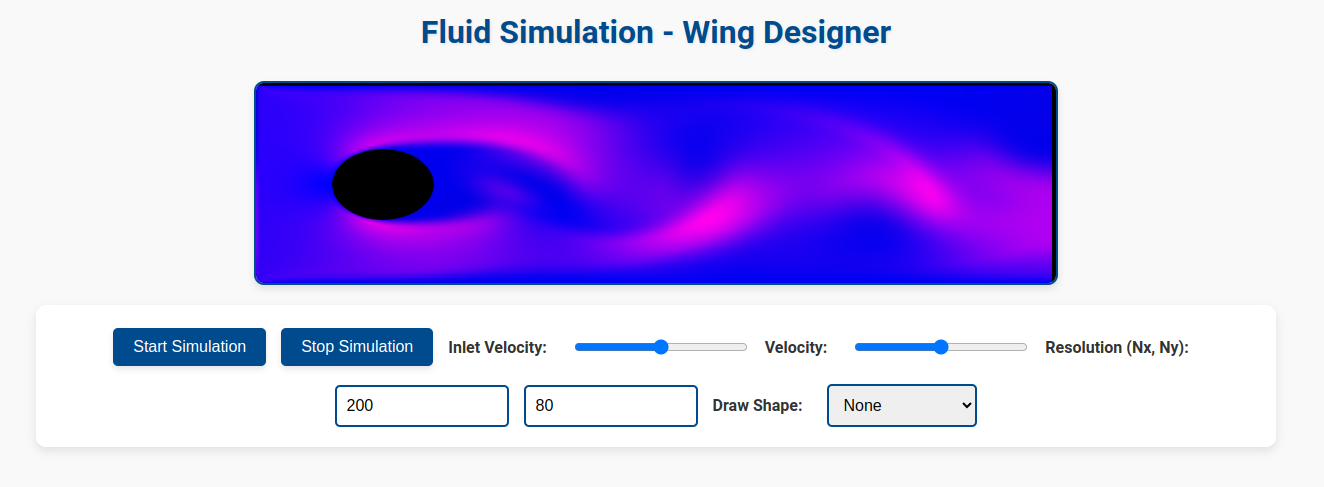 Fluid Simulation - Wing Designer
Start Simulation Stop Simulation Inlet Velocity: Velocity: Resolution (Nx, Ny):
200 80 Draw Shape: None